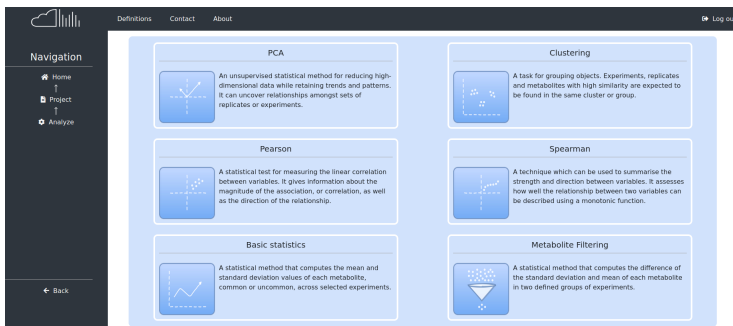 Definitions
Contact
About
Log ou
Navigation
Home
Project
Analyze
Back
PCA
An unsupervised statistical method for reducing high-
dimensional data while retaining trends and patterns.
It can uncover relationships amongst sets of
replicates or experiments.
Clustering
A task for grouping objects. Experiments, replicates
and metabolites with high similarity are expected to
be found in the same cluster or group.
Pearson
A statistical test for measuring the linear correlation
between variables. It gives information about the
magnitude of the association, or correlation, as well
as the direction of the relationship.
Spearman
A technique which can be used to summarise the
strength and direction between variables. It assesses
how well the relationship between two variables can
be described using a monotonic function.
Basic statistics
A statistical method that computes the mean and
standard deviation values of each metabolite,
common or uncommon, across selected experiments.
Metabolite Filtering
A statistical method that computes the difference of
the standard deviation and mean of each metabolite
in two defined groups of experiments.